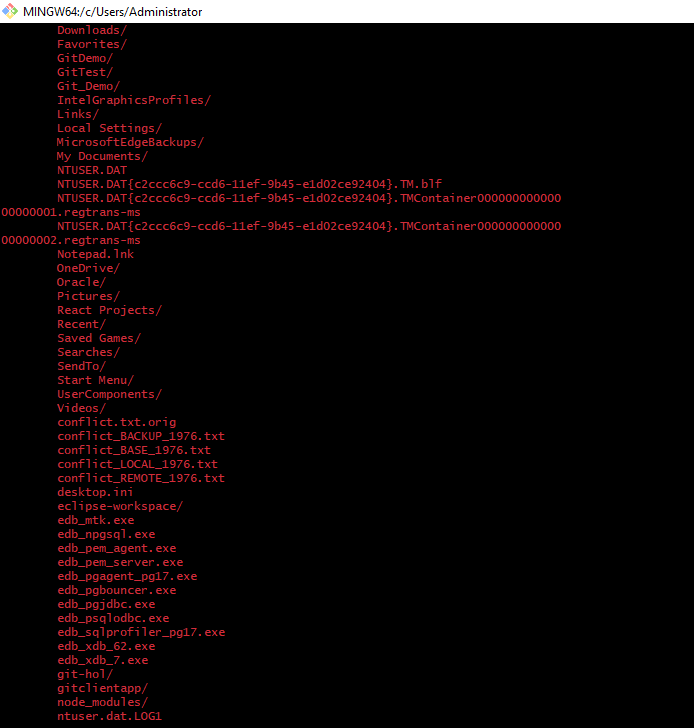 MINGW64:/c/Users/Administrator
Downloads/
Favorites/
GitDemo/
GitTest/
Git_Demo/
IntelGraphicsProfiles/
Links/
Local Settings/
MicrosoftEdgeBackups/
My Documents/
NTUSER.DAT
NTUSER.DAT{c2ccc6c9-ccd6-11ef-9b45-e1d02ce92404}.TM.blf
NTUSER.DAT{c2ccc6c9-ccd6-11ef-9b45-e1d02ce92404}.TMContainer000000000000
00000001.regtrans-ms
NTUSER.DAT{c2ccc6c9-ccd6-11ef-9b45-e1d02ce92404}.TMContainer000000000000
00000002.regtrans-ms
Notepad.lnk
OneDrive/
Oracle/
Pictures/
React Projects/
Recent/
Saved Games/
Searches/
SendTo/
Start Menu/
UserComponents/
Videos/
conflict.txt.orig
conflict_BACKUP_1976.txt
conflict_BASE_1976.txt
conflict_LOCAL_1976.txt
conflict_REMOTE_1976.txt
desktop.ini
eclipse-workspace/
edb_mtk.exe
edb_npgsql.exe
edb_pem_agent.exe
edb_pem_server.exe
edb_pgagent_pg17.exe
edb_pgbouncer.exe
edb_pgjdbc.exe
edb_psqlodbc.exe
edb_sqlprofiler_pg17.exe
edb_xdb_62.exe
edb_xdb_7.exe
git-hol/
gitclientapp/
node_modules/
ntuser.dat.LOG1